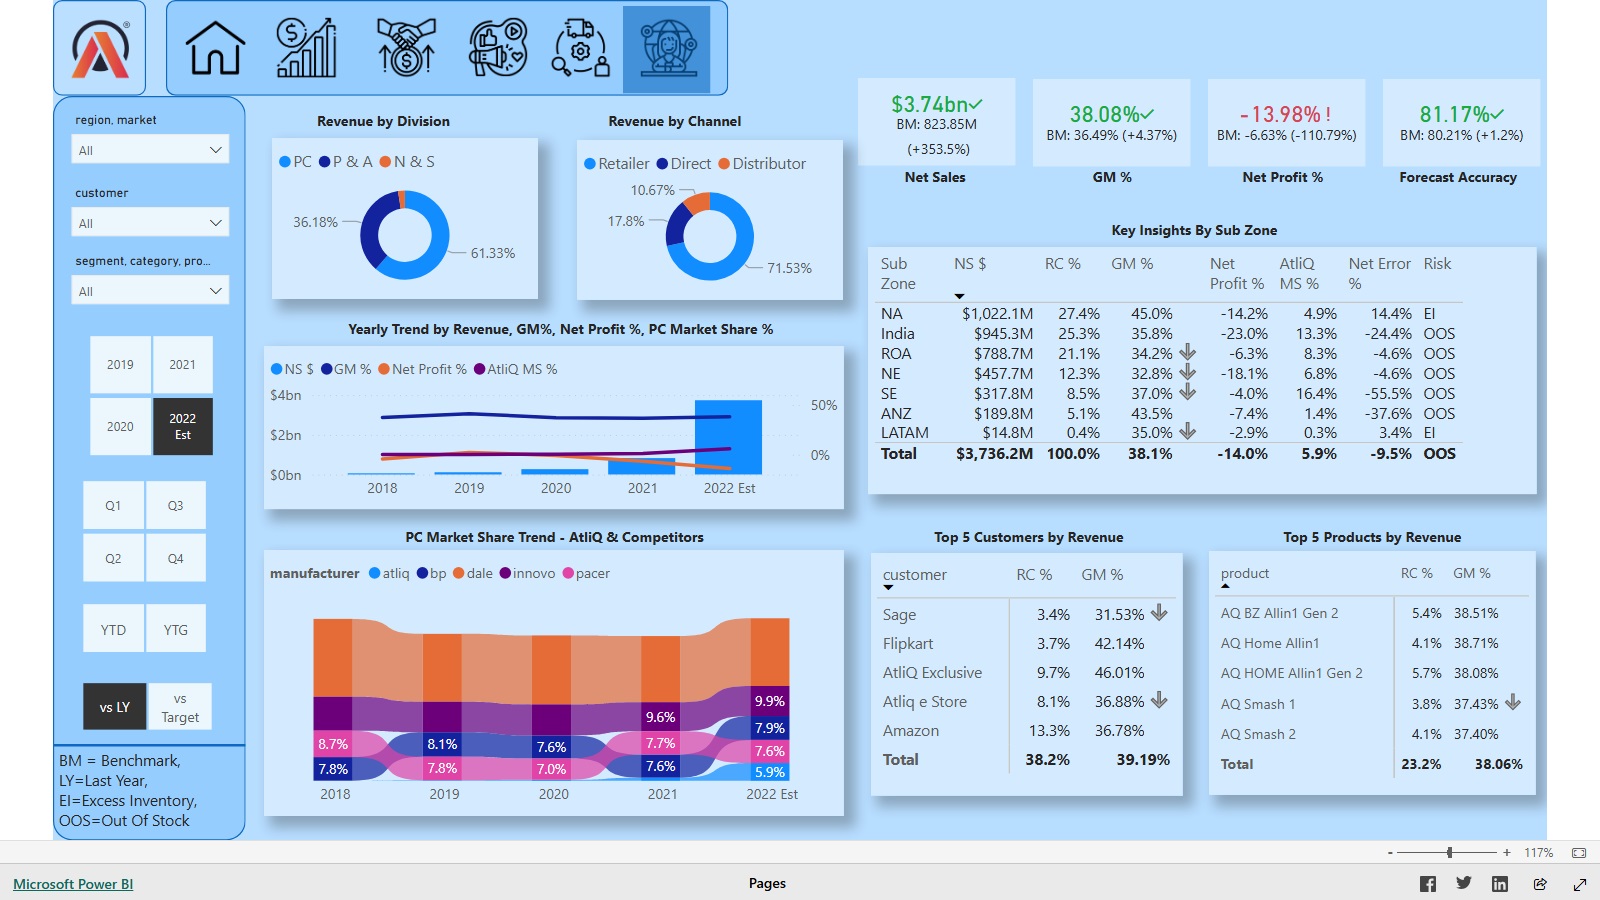 ®
region, market
All
customer
All
segment, category, pro...
All
2019
2021
2020
2022
Est
Q1
Q3
Q2
Q4
YTD
YTG
vs LY
vs
Target
BM = Benchmark,
LY=Last Year,
EI=Excess Inventory,
OOS=Out Of Stock
$3.74bn
BM: 823.85M
(+353.5%)
Net Sales
38.08%
BM: 36.49% (+4.37%)
GM %
-13.98% !
BM: -6.63% (-110.79%)
Net Profit %
81.17%
BM: 80.21% (+1.2%)
Forecast Accuracy
Revenue by Division
PC P & A N & S
36.18%
61.33%
Revenue by Channel
Retailer Direct Distributor
10.67%
17.8%
71.53%
Yearly Trend by Revenue, GM%, Net Profit %, PC Market Share %
NS $ GM % Net Profit % AtliQ MS %
$4bn
$2bn
$0bn
50%
0%
2018 2019 2020 2021 2022 Est
Key Insights By Sub Zone
Sub Zone NS $ RC % GM % Net Profit % AtliQ MS % Net Error % Risk
NA $1,022.1M 27.4% 45.0% -14.2% 4.9% 14.4% EI
India $945.3M 25.3% 35.8% -23.0% 13.3% -24.4% OOS
ROA $788.7M 21.1% 34.2% -6.3% 8.3% -4.6% OOS
NE $457.7M 12.3% 32.8% -18.1% 6.8% -4.6% OOS
SE $317.8M 8.5% 37.0% -4.0% 16.4% -55.5% OOS
ANZ $189.8M 5.1% 43.5% -7.4% 1.4% -37.6% OOS
LATAM $14.8M 0.4% 35.0% -2.9% 0.3% 3.4% EI
Total $3,736.2M 100.0% 38.1% -14.0% 5.9% -9.5% OOS
PC Market Share Trend - AtliQ & Competitors
manufacturer atliq bp dale innovo pacer
8.7%
7.8%
8.1%
7.8%
7.6%
7.0%
9.6%
7.7%
7.6%
9.9%
7.9%
7.6%
5.9%
2018 2019 2020 2021 2022 Est
Top 5 Customers by Revenue
customer RC % GM %
Sage 3.4% 31.53%
Flipkart 3.7% 42.14%
AtliQ Exclusive 9.7% 46.01%
Atliq e Store 8.1% 36.88%
Amazon 13.3% 36.78%
Total 38.2% 39.19%
Top 5 Products by Revenue
product RC % GM %
AQ BZ Allin1 Gen 2 5.4% 38.51%
AQ Home Allin1 4.1% 38.71%
AQ HOME Allin1 Gen 2 5.7% 38.08%
AQ Smash 1 3.8% 37.43%
AQ Smash 2 4.1% 37.40%
Total 23.2% 38.06%
- + 117%
Microsoft Power BI
Pages